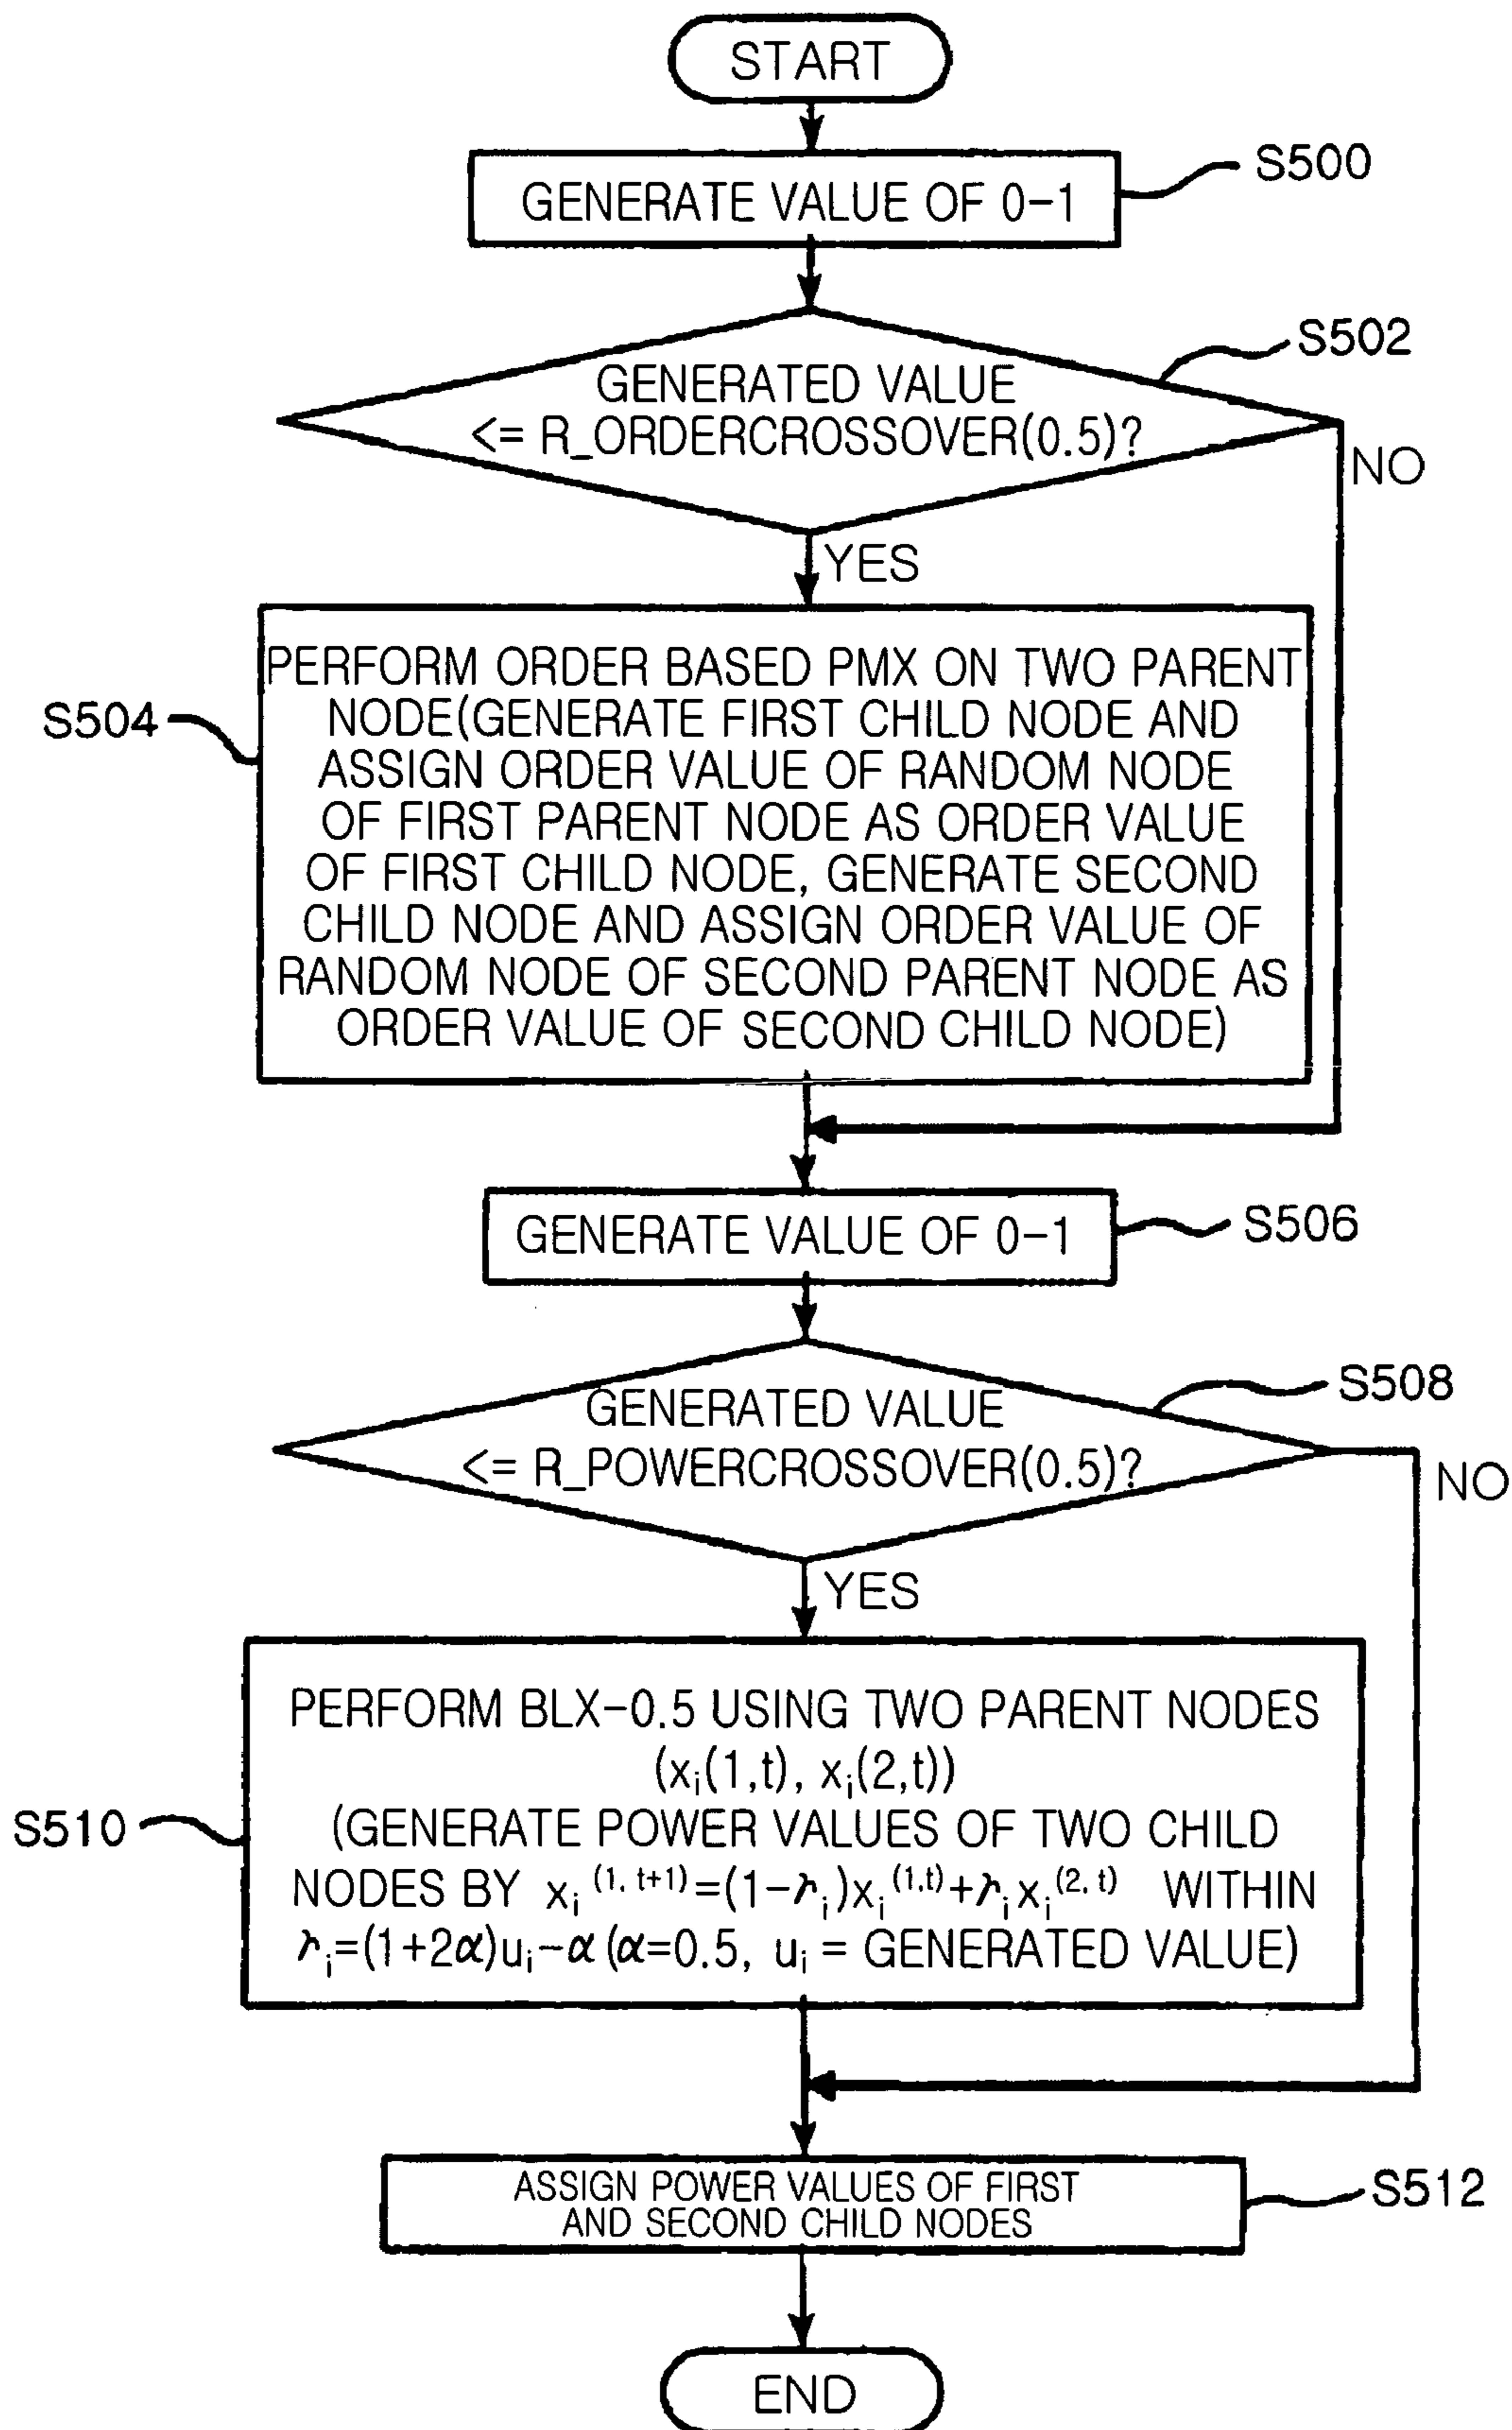 START
GENERATE VALUE OF 0-1
S500
S502
GENERATED VALUE
<= R_ORDERCROSSOVER(0.5)?
NO
YES
PERFORM ORDER BASED PMX ON TWO PARENT
NODE(GENERATE FIRST CHILD NODE AND
ASSIGN ORDER VALUE OF RANDOM NODE
OF FIRST PARENT NODE AS ORDER VALUE
OF FIRST CHILD NODE, GENERATE SECOND
CHILD NODE AND ASSIGN ORDER VALUE OF
RANDOM NODE OF SECOND PARENT NODE AS
ORDER VALUE OF SECOND CHILD NODE)
S504
GENERATE VALUE OF 0-1
S506
S508
GENERATED VALUE
<= R_POWERCROSSOVER(0.5)?
NO
YES
PERFORM BLX-0.5 USING TWO PARENT NODES
(xᵢ(1,t), xᵢ(2,t))
(GENERATE POWER VALUES OF TWO CHILD
NODES BY xᵢ^(1, t+1)=(1-rᵢ)xᵢ^(1,t)+rᵢxᵢ^(2, t) WITHIN
rᵢ=(1+2α)uᵢ-α (α=0.5, uᵢ = GENERATED VALUE)
S510
ASSIGN POWER VALUES OF FIRST
AND SECOND CHILD NODES
S512
END